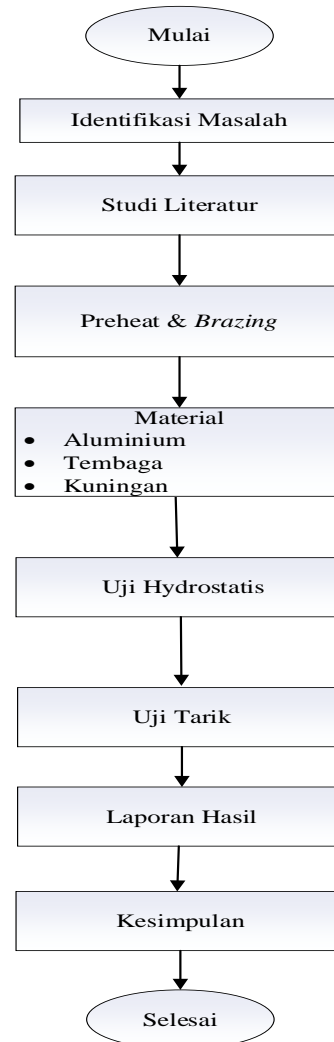 Mulai
Identifikasi Masalah
Studi Literatur
Preheat & Brazing
Material
• Aluminium
• Tembaga
• Kuningan
Uji Hydrostatis
Uji Tarik
Laporan Hasil
Kesimpulan
Selesai